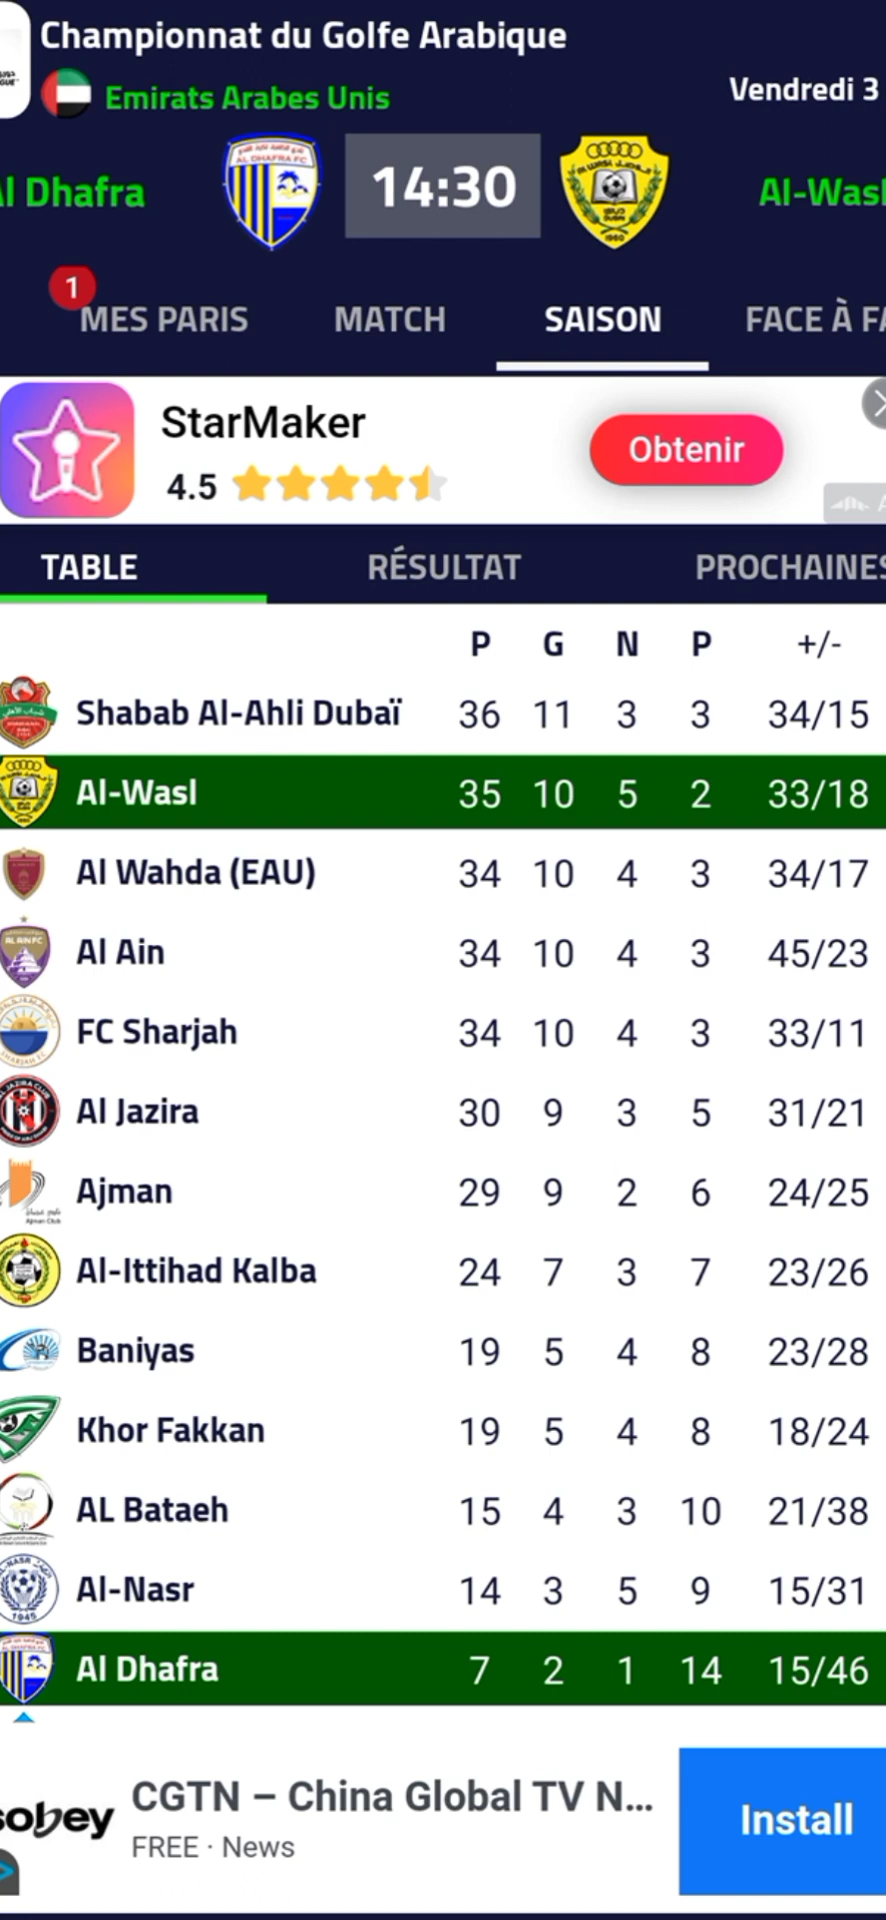 Championnat du Golfe Arabique
Emirats Arabes Unis
Vendredi 3
l Dhafra
14:30
Al-Wasl
1
MES PARIS MATCH SAISON FACE À FA
StarMaker
4.5
Obtenir
TABLE RÉSULTAT PROCHAINES
P G N P +/-
Shabab Al-Ahli Dubaï 36 11 3 3 34/15
Al-Wasl 35 10 5 2 33/18
Al Wahda (EAU) 34 10 4 3 34/17
Al Ain 34 10 4 3 45/23
FC Sharjah 34 10 4 3 33/11
Al Jazira 30 9 3 5 31/21
Ajman 29 9 2 6 24/25
Al-Ittihad Kalba 24 7 3 7 23/26
Baniyas 19 5 4 8 23/28
Khor Fakkan 19 5 4 8 18/24
AL Bataeh 15 4 3 10 21/38
Al-Nasr 14 3 5 9 15/31
Al Dhafra 7 2 1 14 15/46
sobey
CGTN – China Global TV N...
FREE · News
Install